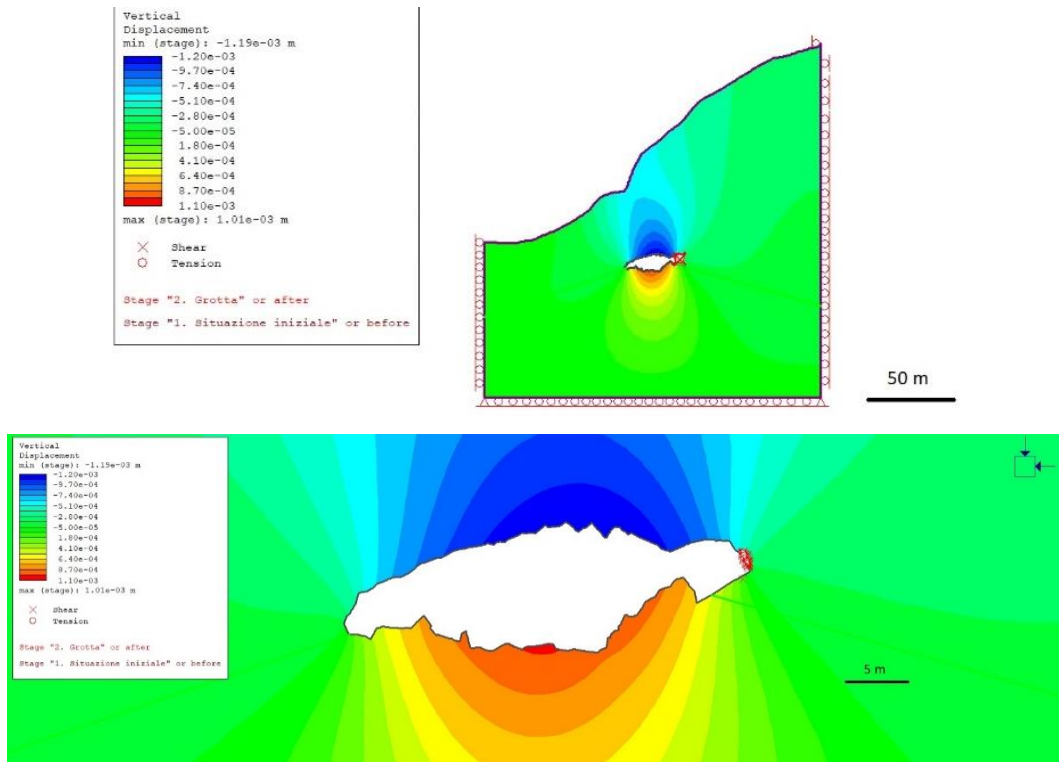 Vertical
Displacement
min (stage): -1.19e-03 m
-1.20e-03
-9.70e-04
-7.40e-04
-5.10e-04
-2.80e-04
-5.00e-05
1.80e-04
4.10e-04
6.40e-04
8.70e-04
1.10e-03
max (stage): 1.01e-03 m
Shear
Tension
Stage "2. Grotta" or after
Stage "1. Situazione iniziale" or before
50 m
Vertical
Displacement
min (stage): -1.19e-03 m
-1.20e-03
-9.70e-04
-7.40e-04
-5.10e-04
-2.80e-04
-5.00e-05
1.80e-04
4.10e-04
6.40e-04
8.70e-04
1.10e-03
max (stage): 1.01e-03 m
Shear
Tension
Stage "2. Grotta" or after
Stage "1. Situazione iniziale" or before
5 m